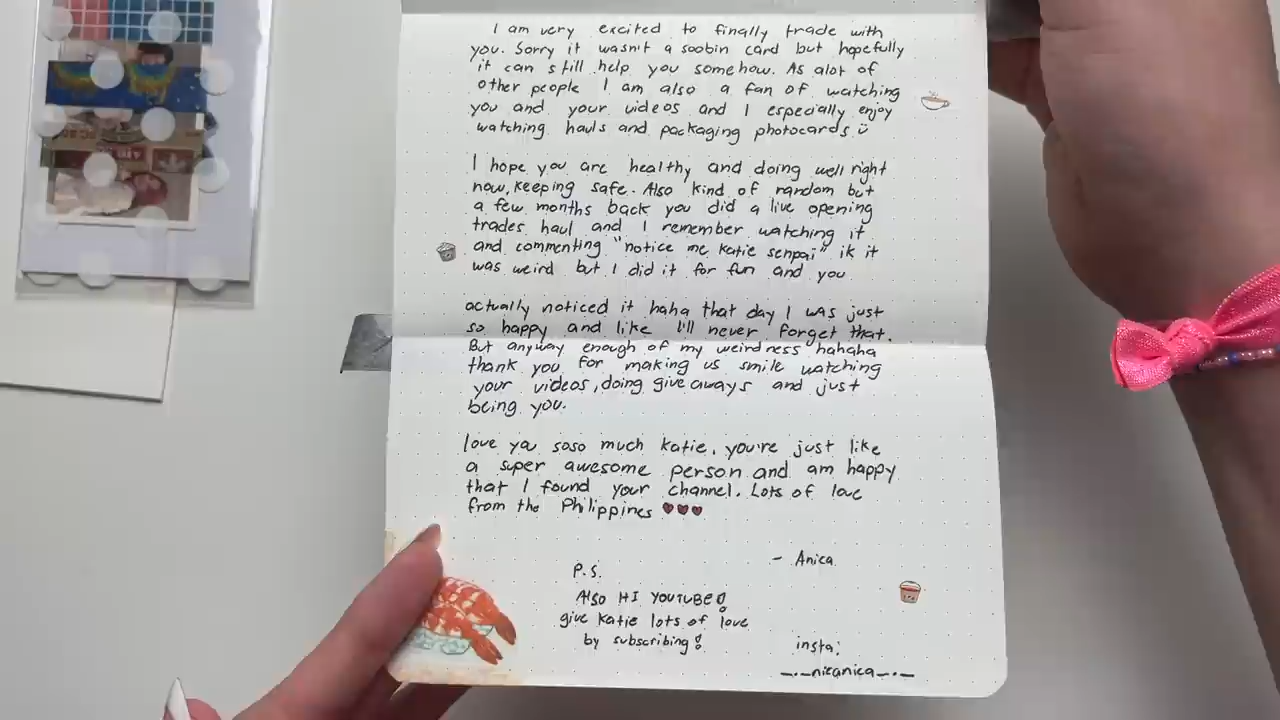 I am very excited to finally trade with
you. Sorry it wasn't a soobin card but hopefully
it can still help you somehow. As alot of
other people I am also a fan of watching
you and your videos and I especially enjoy
watching hauls and packaging photocards.
I hope you are healthy and doing well right
now, keeping safe. Also kind of random but
a few months back you did a live opening
trades haul and I remember watching it
and commenting "notice me katie senpai" ik it
was weird but I did it for fun and you
actually noticed it haha that day I was just
so happy and like I'll never forget that.
But anyway enough of my weirdness hahaha
thank you for making us smile watching
your videos, doing give aways and just
being you.
love ya soso much katie, you're just like
a super awesome person and am happy
that I found your channel. Lots of love
from the Philippines ♥♥♥
- Anica
P.S.
Also HI YOUTUBE!
give katie lots of love
by subscribing!
insta:
_.-nicanica_.-